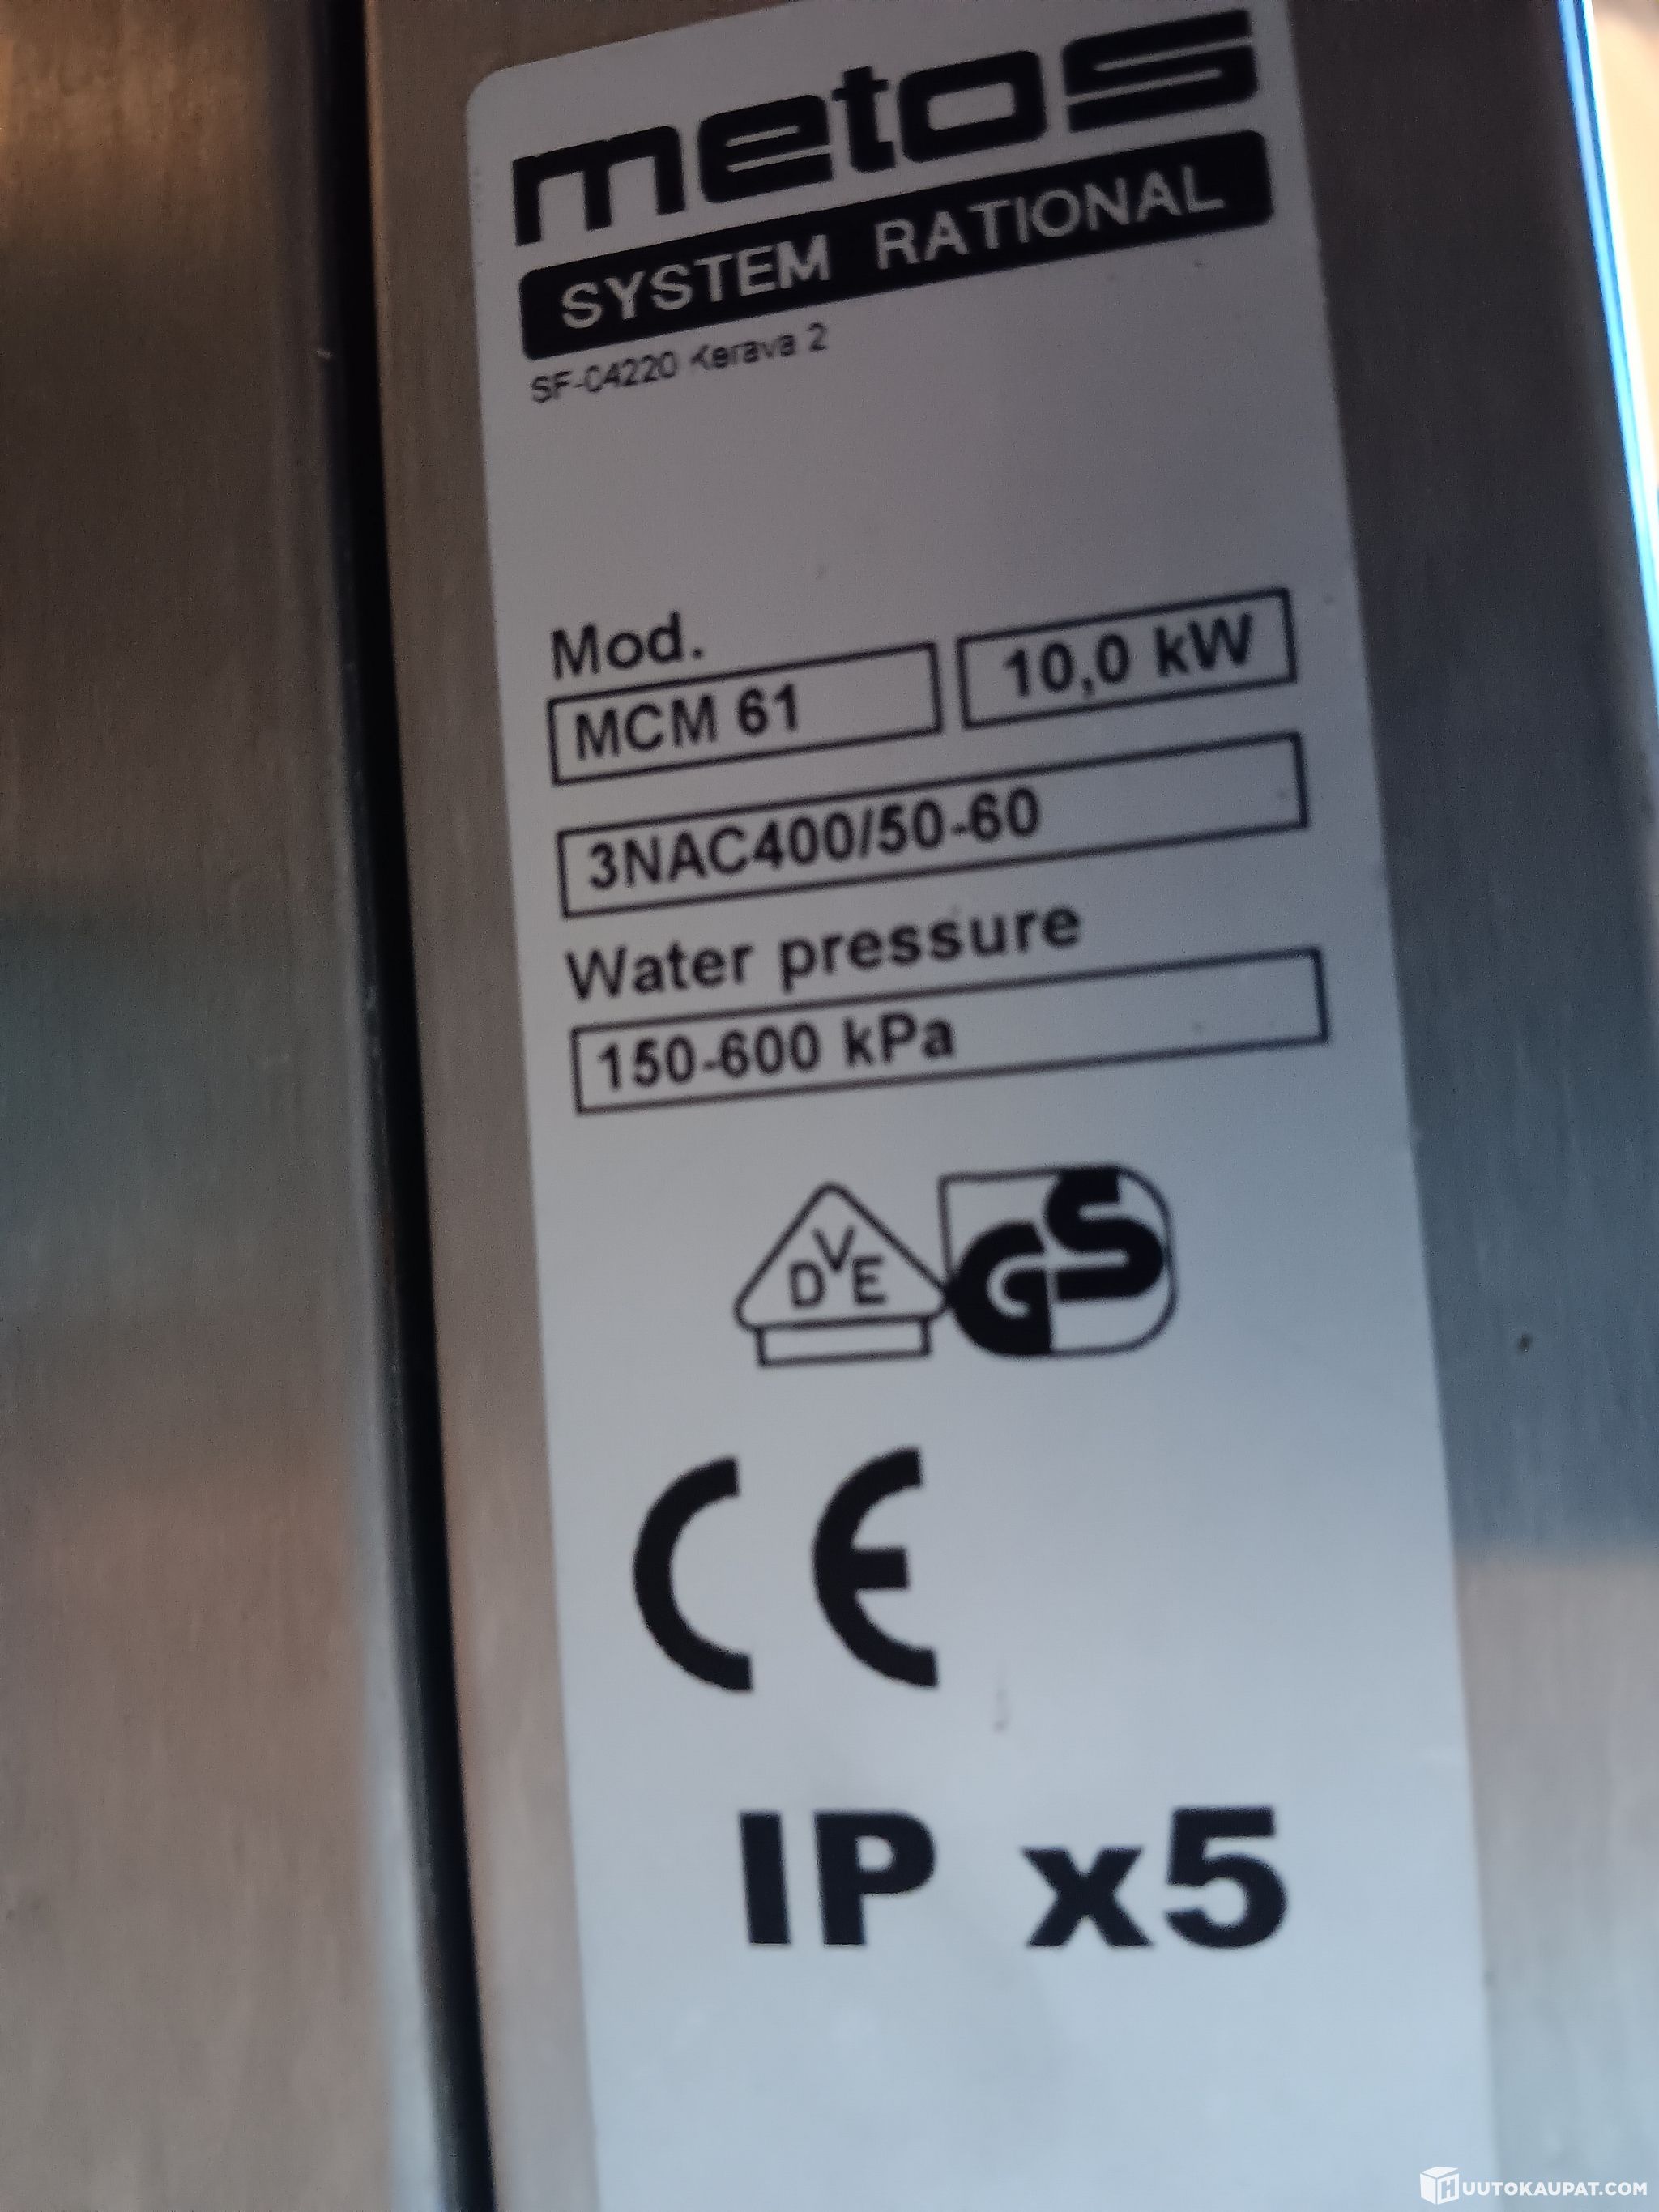 metos
SYSTEM RATIONAL
SF-04220 Kerava 2
Mod.
MCM 61 10,0 kW
3NAC400/50-60
Water pressure
150-600 kPa
DVE GS
CE
IP x5
HUUTOKAUPAT.COM